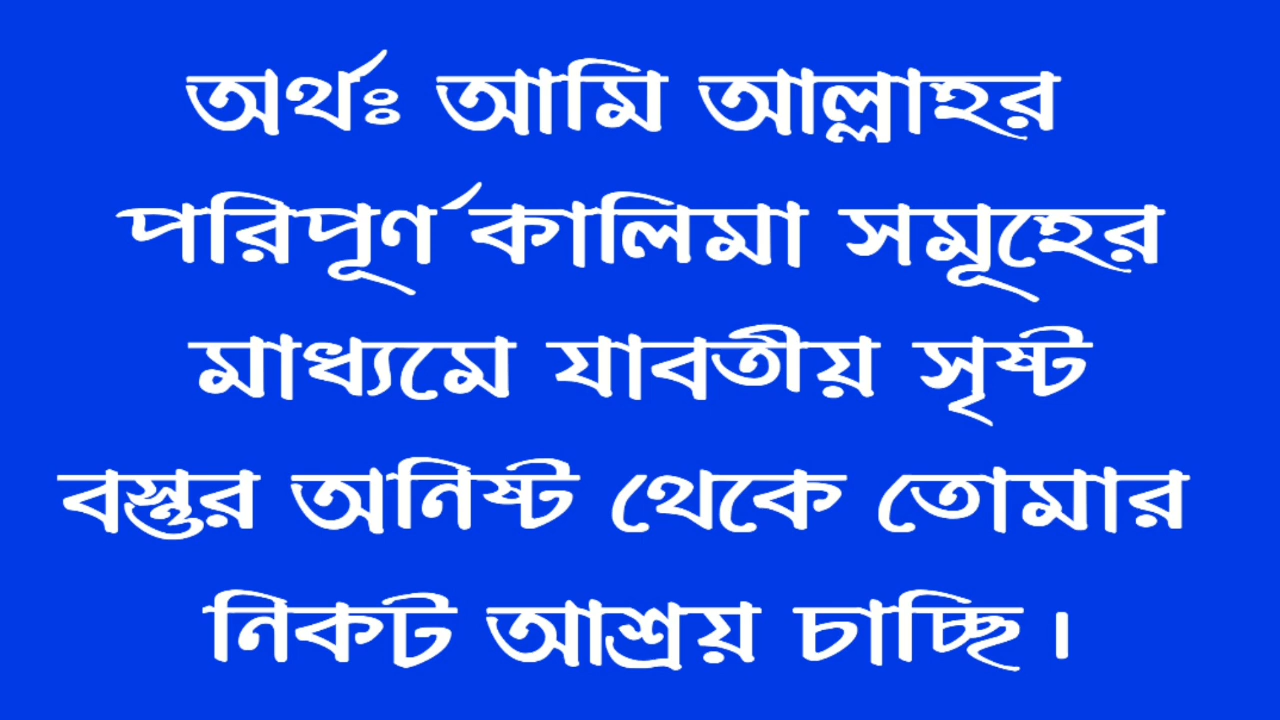 অর্থঃ আমি আল্লাহর
পরিপূর্ণ কালিমা সমূহের
মাধ্যমে যাবতীয় সৃষ্ট
বস্তুর অনিষ্ট থেকে তোমার
নিকট আশ্রয় চাচ্ছি।